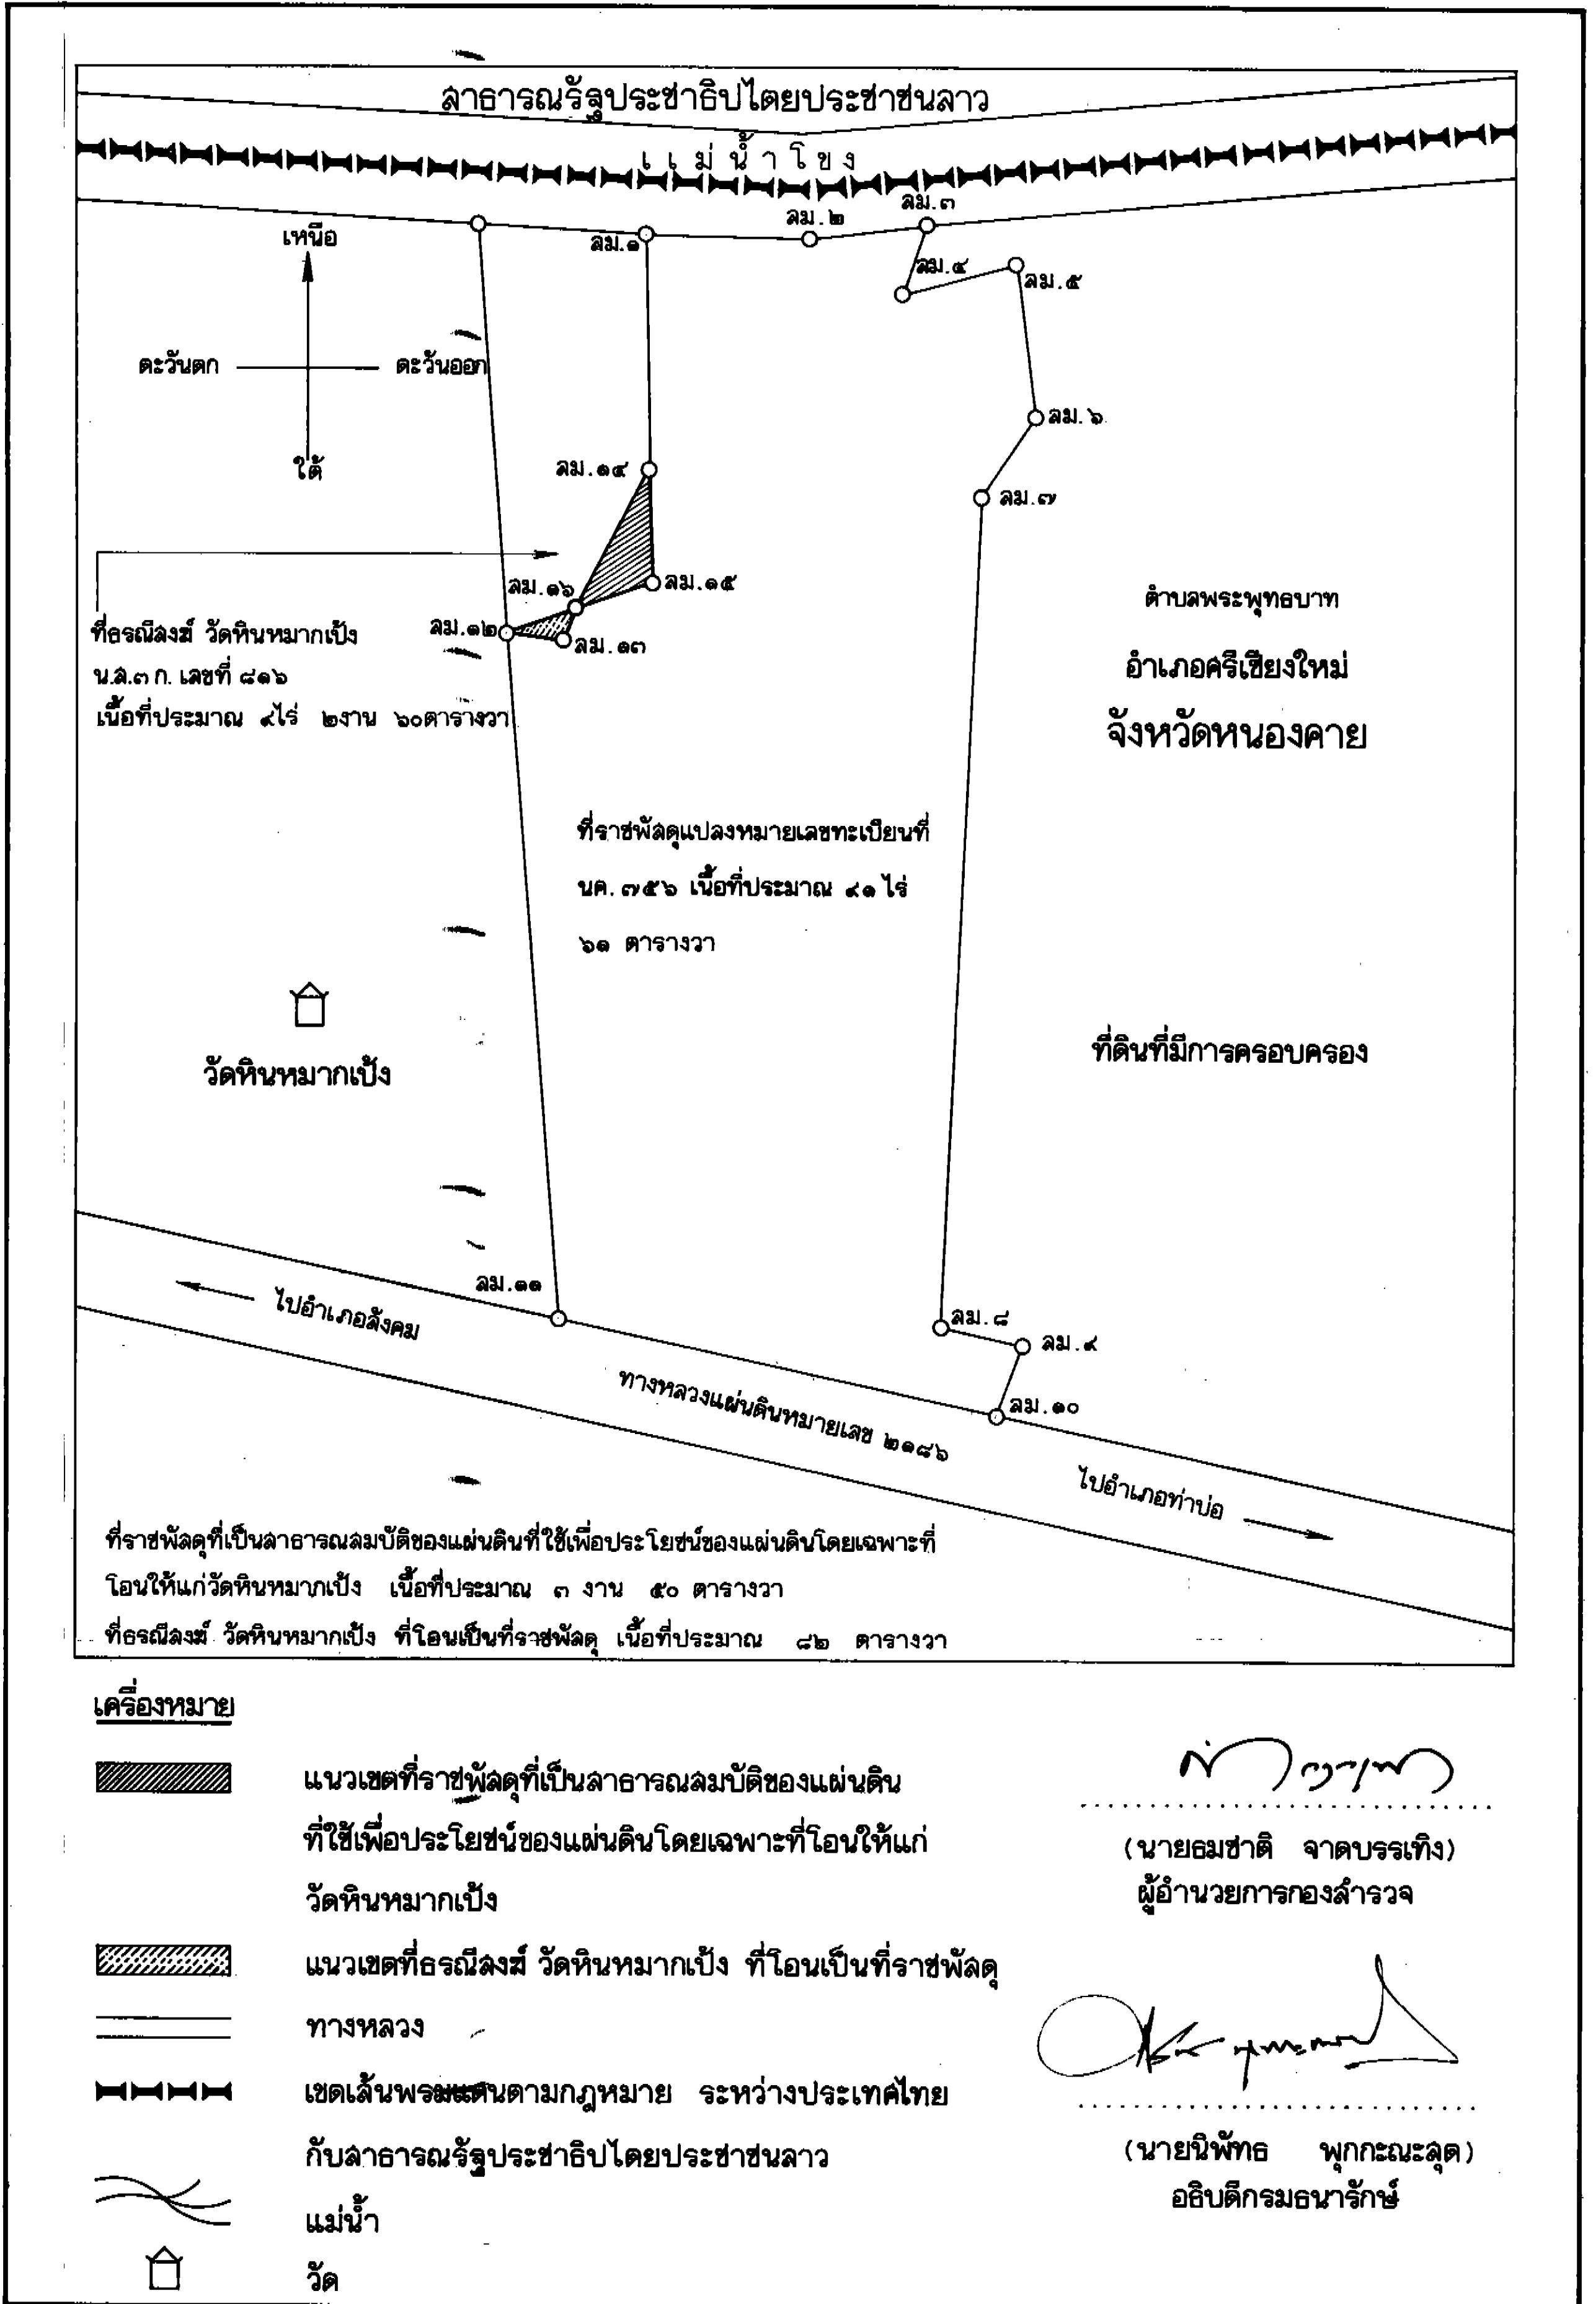 สาธารณรัฐประชาธิปไตยประชาชนลาว
แม่น้ำโขง
ลม.๑
ลม.๒
ลม.๓
ลม.๔
ลม.๕
ลม.๖
ลม.๗
เหนือ
ตะวันตก
ตะวันออก
ใต้
ลม.๑๔
ลม.๑๕
ลม.๑๖
ลม.๑๒
ลม.๑๓
ที่ธรณีสงฆ์ วัดหินหมากเป้ง
น.ส.๓ ก. เลขที่ ๘๑๖
เนื้อที่ประมาณ ๙ไร่ ๒งาน ๖๐ตารางวา
ตำบลพระพุทธบาท
อำเภอศรีเชียงใหม่
จังหวัดหนองคาย
ที่ราชพัสดุแปลงหมายเลขทะเบียนที่
นค. ๗๕๖ เนื้อที่ประมาณ ๙๑ ไร่
๖๑ ตารางวา
วัดหินหมากเป้ง
ที่ดินที่มีการครอบครอง
ลม.๑๑
ลม.๘
ลม.๙
ลม.๑๐
ไปอำเภอสังคม
ทางหลวงแผ่นดินหมายเลข ๒๑๘๖
ไปอำเภอท่าบ่อ
ที่ราชพัสดุที่เป็นสาธารณสมบัติของแผ่นดินที่ใช้เพื่อประโยชน์ของแผ่นดินโดยเฉพาะที่
โอนให้แก่วัดหินหมากเป้ง เนื้อที่ประมาณ ๓ งาน ๕๐ ตารางวา
ที่ธรณีสงฆ์ วัดหินหมากเป้ง ที่โอนเป็นที่ราชพัสดุ เนื้อที่ประมาณ ๘๒ ตารางวา
เครื่องหมาย
แนวเขตที่ราชพัสดุที่เป็นสาธารณสมบัติของแผ่นดิน
ที่ใช้เพื่อประโยชน์ของแผ่นดินโดยเฉพาะที่โอนให้แก่
วัดหินหมากเป้ง
แนวเขตที่ธรณีสงฆ์ วัดหินหมากเป้ง ที่โอนเป็นที่ราชพัสดุ
ทางหลวง
เขตเส้นพรมแดนตามกฎหมาย ระหว่างประเทศไทย
กับสาธารณรัฐประชาธิปไตยประชาชนลาว
แม่น้ำ
วัด
(นายธมชาติ จาดบรรเทิง)
ผู้อำนวยการกองสำรวจ
(นายนิพัทธ พุกกะณะสุต)
อธิบดีกรมธนารักษ์